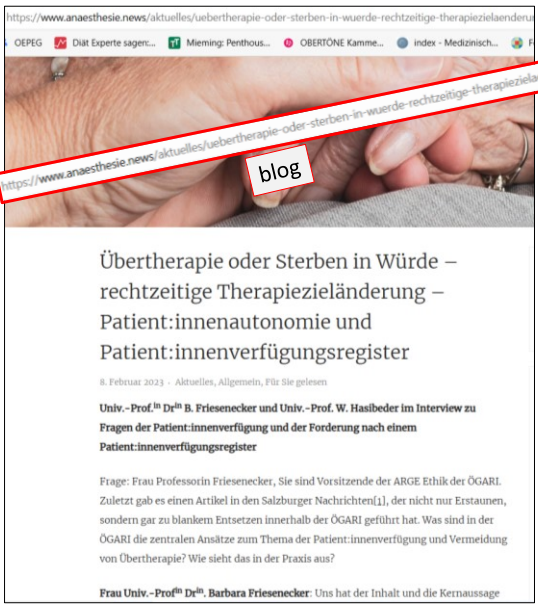 https://www.anaesthesie.news/aktuelles/uebertherapie-oder-sterben-in-wuerde-rechtzeitige-therapiezielaenderun
OEPEG Diät Experte sagen:... Mieming: Penthous... OBERTÖNE Kamme... index - Medizinisch...
https://www.anaesthesie.news/aktuelles/uebertherapie-oder-sterben-in-wuerde-rechtzeitige-therapieziela
blog
Übertherapie oder Sterben in Würde –
rechtzeitige Therapiezieländerung –
Patient:innenautonomie und
Patient:innenverfügungsregister
8. Februar 2023 - Aktuelles, Allgemein, Für Sie gelesen
Univ.-Prof.in Drin B. Friesenecker und Univ.-Prof. W. Hasibeder im Interview zu
Fragen der Patient:innenverfügung und der Forderung nach einem
Patient:innenverfügungsregister
Frage: Frau Professorin Friesenecker, Sie sind Vorsitzende der ARGE Ethik der ÖGARI.
Zuletzt gab es einen Artikel in den Salzburger Nachrichten[1], der nicht nur Erstaunen,
sondern gar zu blankem Entsetzen innerhalb der ÖGARI geführt hat. Was sind in der
ÖGARI die zentralen Ansätze zum Thema der Patient:innenverfügung und Vermeidung
von Übertherapie? Wie sieht das in der Praxis aus?
Frau Univ.-Profin Drin. Barbara Friesenecker: Uns hat der Inhalt und die Kernaussage